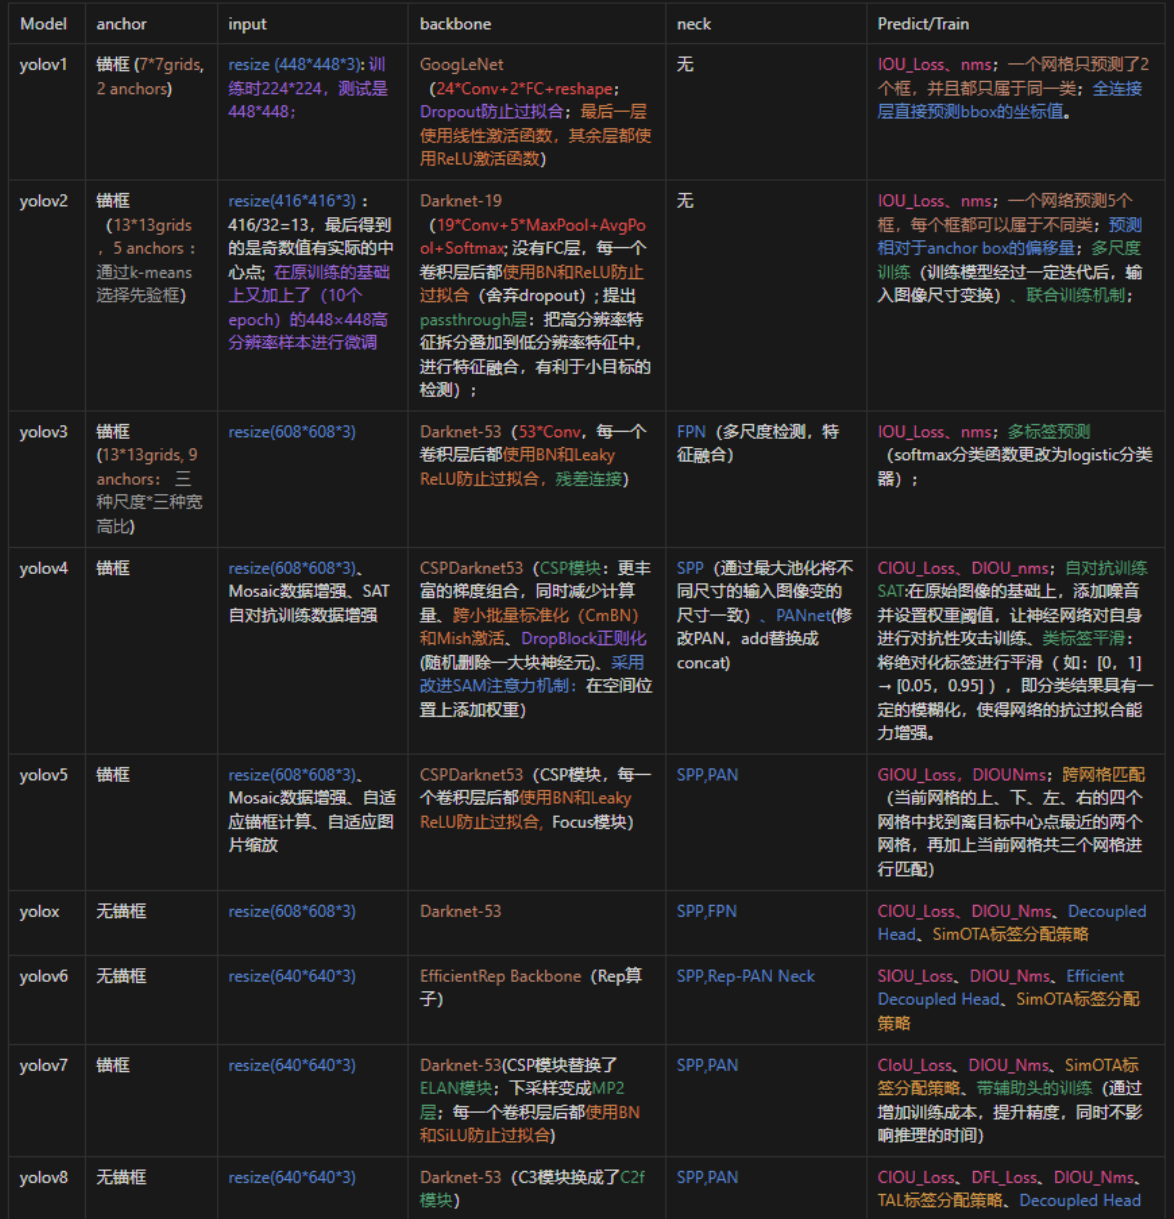 Model anchor input backbone neck Predict/Train
yolov1
锚框 (7*7grids,
2 anchors)
resize (448*448*3): 训
练时224*224，测试是
448*448；
GoogLeNet
（24*Conv+2*FC+reshape；
Dropout防止过拟合；最后一层
使用线性激活函数，其余层都使
用ReLU激活函数）
无
IOU_Loss、nms；一个网格只预测了2
个框，并且都只属于同一类；全连接
层直接预测bbox的坐标值。
yolov2
锚框
（13*13grids
，5 anchors：
通过k-means
选择先验框）
resize(416*416*3) ：
416/32=13，最后得到
的是奇数值有实际的中
心点; 在原训练的基础
上又加上了（10个
epoch）的448×448高
分辨率样本进行微调
Darknet-19
（19*Conv+5*MaxPool+AvgPo
ol+Softmax; 没有FC层，每一个
卷积层后都使用BN和ReLU防止
过拟合（舍弃dropout）; 提出
passthrough层：把高分辨率特
征拆分叠加到低分辨率特征中，
进行特征融合，有利于小目标的
检测）;
无
IOU_Loss、nms；一个网络预测5个
框，每个框都可以属于不同类；预测
相对于anchor box的偏移量；多尺度
训练（训练模型经过一定迭代后，输
入图像尺寸变换）、联合训练机制；
yolov3
锚框
(13*13grids, 9
anchors： 三
种尺度*三种宽
高比)
resize(608*608*3)
Darknet-53（53*Conv，每一个
卷积层后都使用BN和Leaky
ReLU防止过拟合，残差连接）
FPN（多尺度检测，特
征融合）
IOU_Loss、nms；多标签预测
（softmax分类函数更改为logistic分类
器）;
yolov4
锚框
resize(608*608*3)、
Mosaic数据增强、SAT
自对抗训练数据增强
CSPDarknet53（CSP模块：更丰
富的梯度组合，同时减少计算
量、跨小批量标准化（CmBN）
和Mish激活、DropBlock正则化
(随机删除一大块神经元)、采用
改进SAM注意力机制：在空间位
置上添加权重）
SPP（通过最大池化将不
同尺寸的输入图像变的
尺寸一致）、PANnet(修
改PAN，add替换成
concat)
CIOU_Loss、DIOU_nms；自对抗训练
SAT:在原始图像的基础上，添加噪音
并设置权重阈值，让神经网络对自身
进行对抗性攻击训练、类标签平滑：
将绝对化标签进行平滑（ 如：[0，1]
→ [0.05，0.95] ），即分类结果具有一
定的模糊化，使得网络的抗过拟合能
力增强。
yolov5
锚框
resize(608*608*3)、
Mosaic数据增强、自适
应锚框计算、自适应图
片缩放
CSPDarknet53（CSP模块，每一
个卷积层后都使用BN和Leaky
ReLU防止过拟合, Focus模块）
SPP,PAN
GIOU_Loss，DIOUNms；跨网格匹配
（当前网格的上、下、左、右的四个
网格中找到离目标中心点最近的两个
网格，再加上当前网格共三个网格进
行匹配）
yolox
无锚框
resize(608*608*3)
Darknet-53
SPP,FPN
CIOU_Loss、DIOU_Nms、Decoupled
Head、SimOTA标签分配策略
yolov6
无锚框
resize(640*640*3)
EfficientRep Backbone（Rep算
子）
SPP,Rep-PAN Neck
SIOU_Loss、DIOU_Nms、Efficient
Decoupled Head、SimOTA标签分配
策略
yolov7
锚框
resize(640*640*3)
Darknet-53(CSP模块替换了
ELAN模块；下采样变成MP2
层；每一个卷积层后都使用BN
和SiLU防止过拟合)
SPP,PAN
CIoU_Loss、DIOU_Nms、SimOTA标
签分配策略、带辅助头的训练（通过
增加训练成本，提升精度，同时不影
响推理的时间）
yolov8
无锚框
resize(640*640*3)
Darknet-53（C3模块换成了C2f
模块）
SPP,PAN
CIOU_Loss、DFL_Loss、DIOU_Nms、
TAL标签分配策略、Decoupled Head